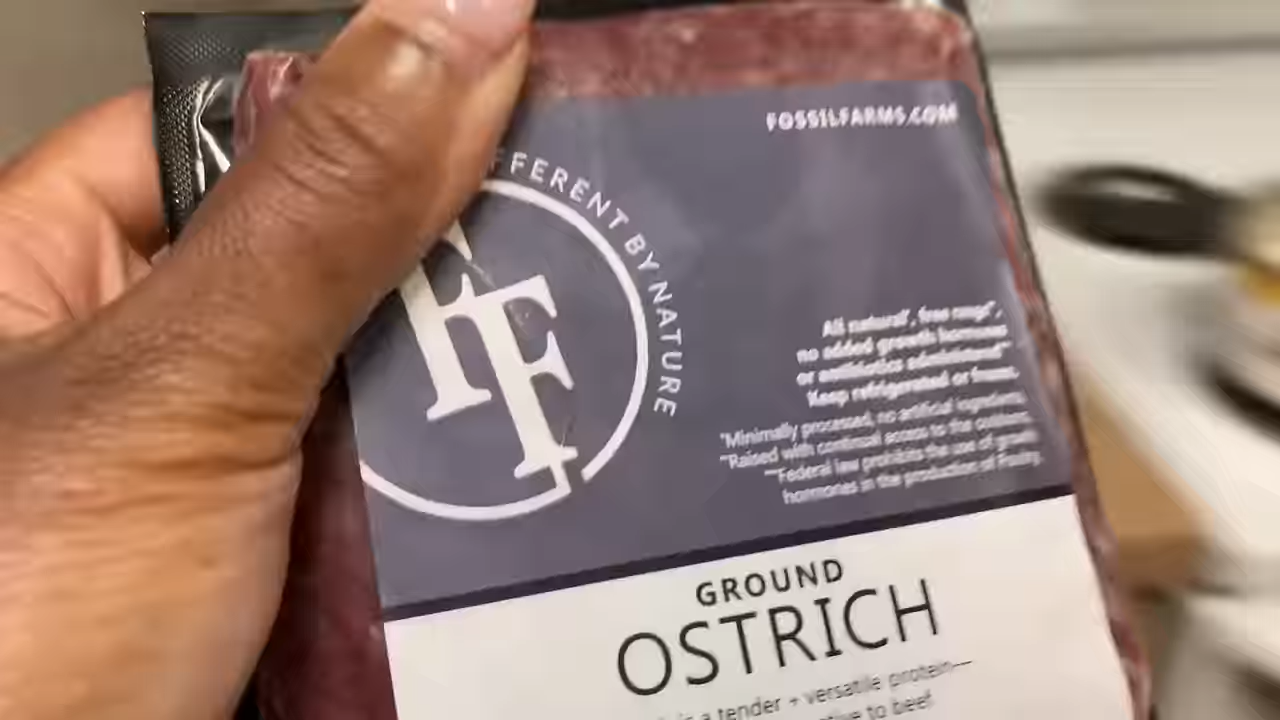 FOSSILFARMS.COM
FFERENT BY NATURE
FF
All natural*, free range**,
no added growth hormones
or antibiotics administered***
Keep refrigerated or frozen.
*Minimally processed, no artificial ingredients.
**Raised with continual access to the outdoors.
***Federal law prohibits the use of growth
hormones in the production of Poultry.
GROUND
OSTRICH
is a tender + versatile protein—
to beef